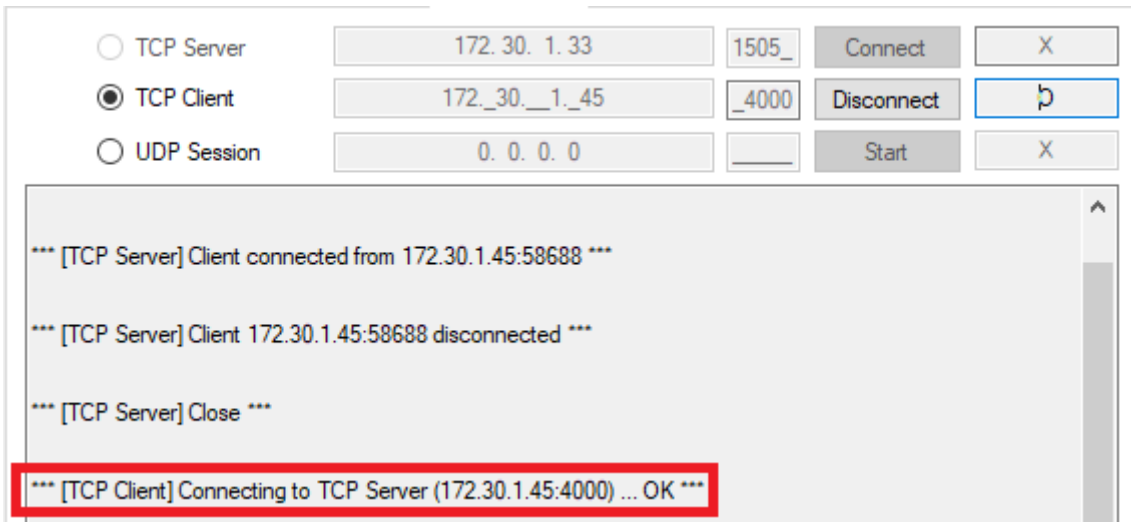 TCP Server 172. 30. 1. 33 1505_ Connect X
TCP Client 172._30.__1._45 _4000 Disconnect
UDP Session 0. 0. 0. 0 _____ Start X
*** [TCP Server] Client connected from 172.30.1.45:58688 ***
*** [TCP Server] Client 172.30.1.45:58688 disconnected ***
*** [TCP Server] Close ***
*** [TCP Client] Connecting to TCP Server (172.30.1.45:4000) ... OK ***